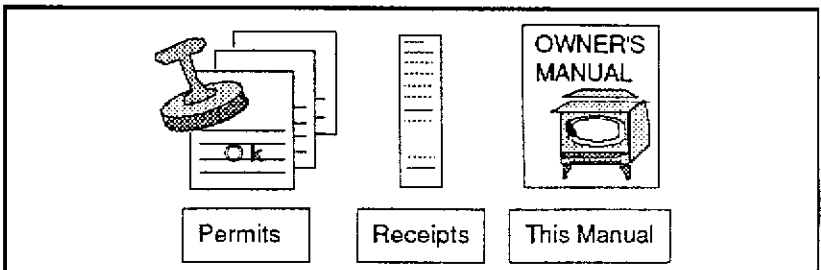 OWNER'S
MANUAL
Ok
Permits
Receipts
This Manual